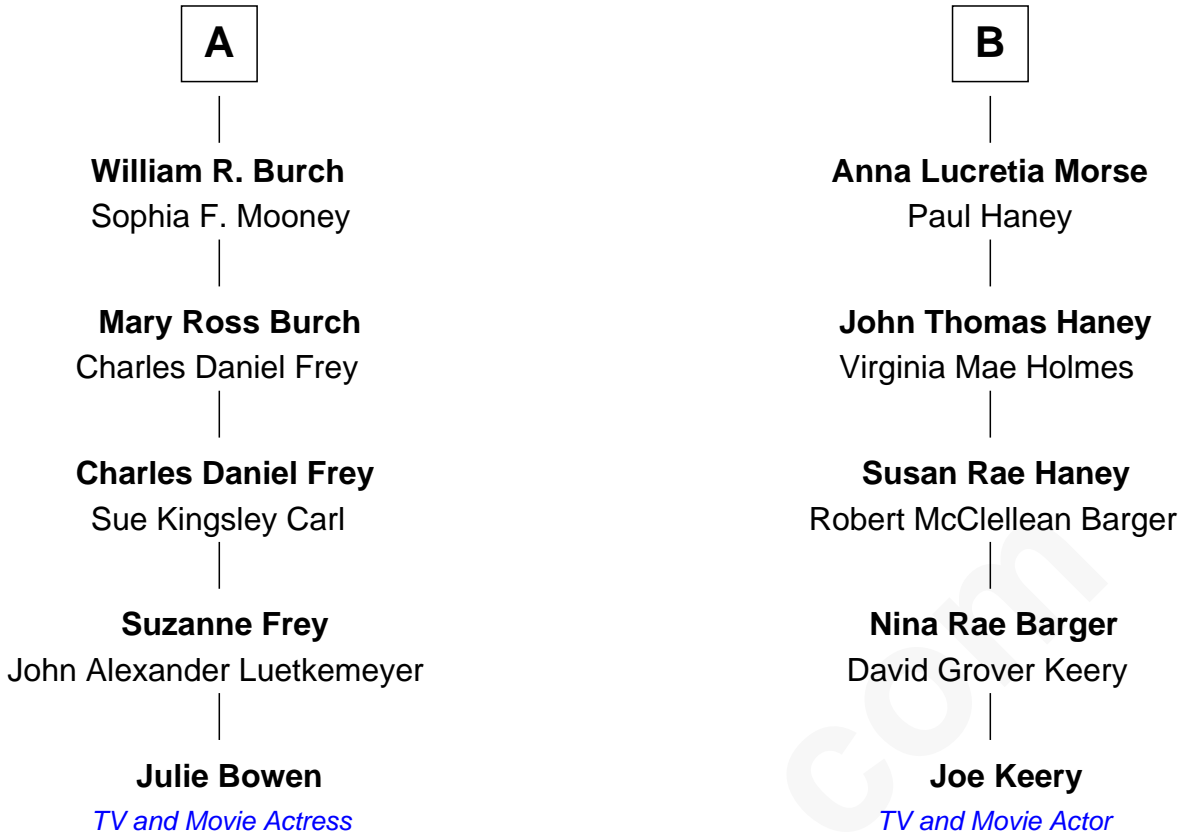 A
William R. Burch
Sophia F. Mooney
Mary Ross Burch
Charles Daniel Frey
Charles Daniel Frey
Sue Kingsley Carl
Suzanne Frey
John Alexander Luetkemeyer
Julie Bowen
TV and Movie Actress
B
Anna Lucretia Morse
Paul Haney
John Thomas Haney
Virginia Mae Holmes
Susan Rae Haney
Robert McClellean Barger
Nina Rae Barger
David Grover Keery
Joe Keery
TV and Movie Actor
com